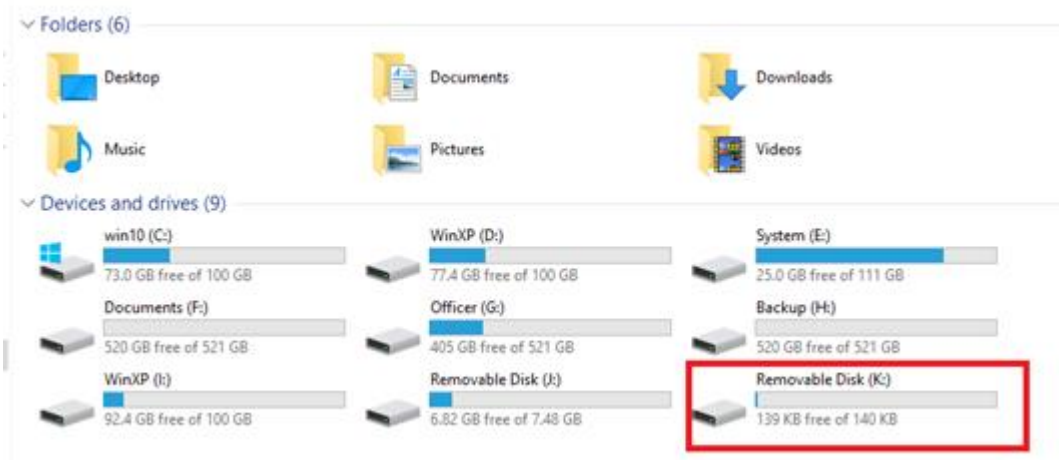 Folders (6)
Desktop
Documents
Downloads
Music
Pictures
Videos
Devices and drives (9)
win10 (C:)
73.0 GB free of 100 GB
WinXP (D:)
77.4 GB free of 100 GB
System (E:)
25.0 GB free of 111 GB
Documents (F:)
520 GB free of 521 GB
Officer (G:)
405 GB free of 521 GB
Backup (H:)
520 GB free of 521 GB
WinXP (I:)
92.4 GB free of 100 GB
Removable Disk (J:)
6.82 GB free of 7.48 GB
Removable Disk (K:)
139 KB free of 140 KB